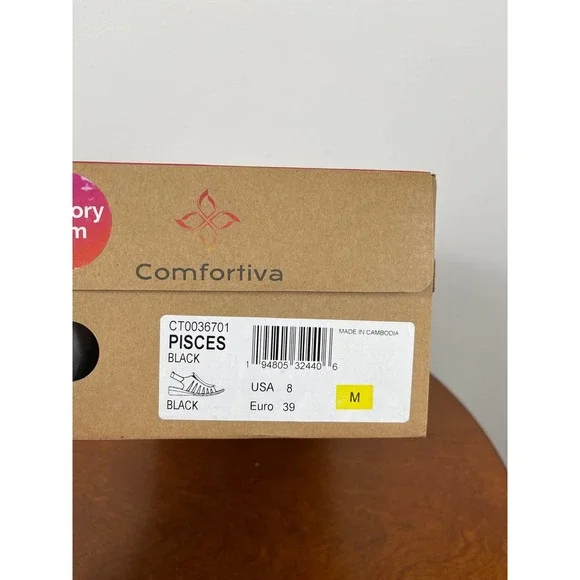 ory
m
Comfortiva
CT0036701
PISCES
BLACK
BLACK
1 94805 32440 6
MADE IN CAMBODIA
USA 8
Euro 39
M